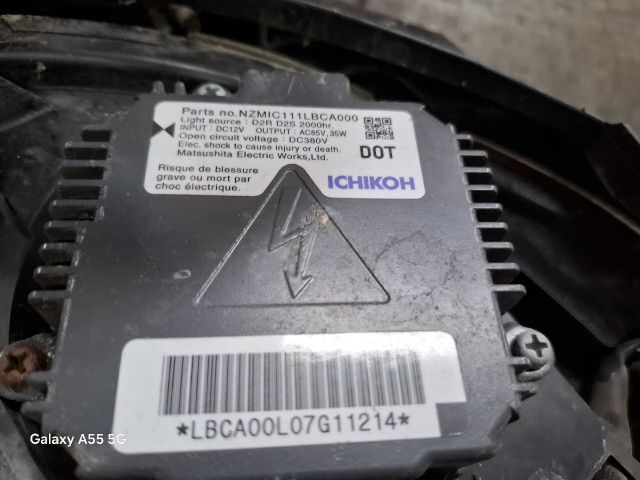 Parts no.NZMIC111LBCA000
Light source : D2R D2S 2000hr,
INPUT : DC12V OUTPUT : AC85V,35W
Open circuit voltage : DC380V
Elec. shock to cause injury or death.
Matsushita Electric Works,Ltd.
DOT
Risque de blessure
grave ou mort par
choc électrique.
ICHIKOH
*LBCA00L07G11214*
Galaxy A55 5G